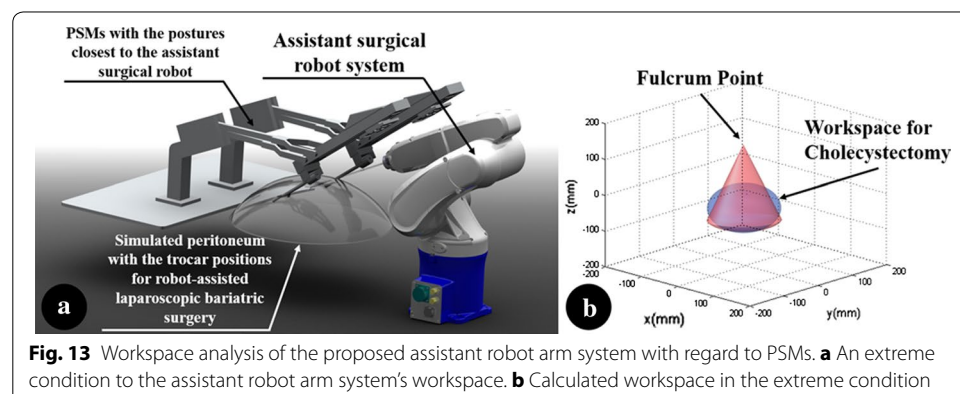 PSMs with the postures
closest to the assistant
surgical robot
Assistant surgical
robot system
Simulated peritoneum
with the trocar positions
for robot-assisted
laparoscopic bariatric
surgery
a
Fulcrum Point
Workspace for
Cholecystectomy
200
100
0
-100
-200
z(mm)
-200
-100
0
100
200
x(mm)
-200
-100
0
100
200
y(mm)
b
Fig. 13 Workspace analysis of the proposed assistant robot arm system with regard to PSMs. a An extreme
condition to the assistant robot arm system's workspace. b Calculated workspace in the extreme condition